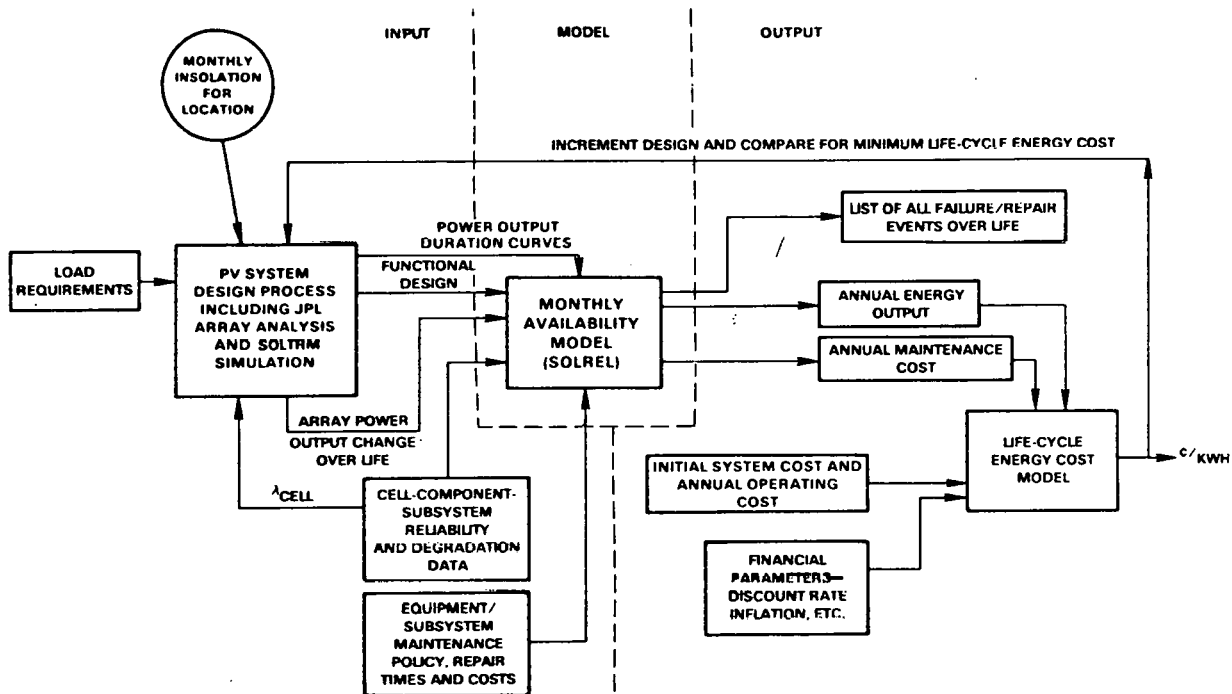 INPUT
MODEL
OUTPUT
MONTHLY
INSOLATION
FOR
LOCATION
INCREMENT DESIGN AND COMPARE FOR MINIMUM LIFE-CYCLE ENERGY COST
LOAD
REQUIREMENTS
PV SYSTEM
DESIGN PROCESS
INCLUDING JPL
ARRAY ANALYSIS
AND SOLTRM
SIMULATION
POWER OUTPUT
DURATION CURVES
FUNCTIONAL
DESIGN
ARRAY POWER
OUTPUT CHANGE
OVER LIFE
λCELL
MONTHLY
AVAILABILITY
MODEL
(SOLREL)
LIST OF ALL FAILURE/REPAIR
EVENTS OVER LIFE
ANNUAL ENERGY
OUTPUT
ANNUAL MAINTENANCE
COST
CELL-COMPONENT-
SUBSYSTEM
RELIABILITY
AND DEGRADATION
DATA
EQUIPMENT/
SUBSYSTEM
MAINTENANCE
POLICY, REPAIR
TIMES AND COSTS
INITIAL SYSTEM COST AND
ANNUAL OPERATING
COST
FINANCIAL
PARAMETERS—
DISCOUNT RATE
INFLATION, ETC.
LIFE-CYCLE
ENERGY COST
MODEL
c/KWH